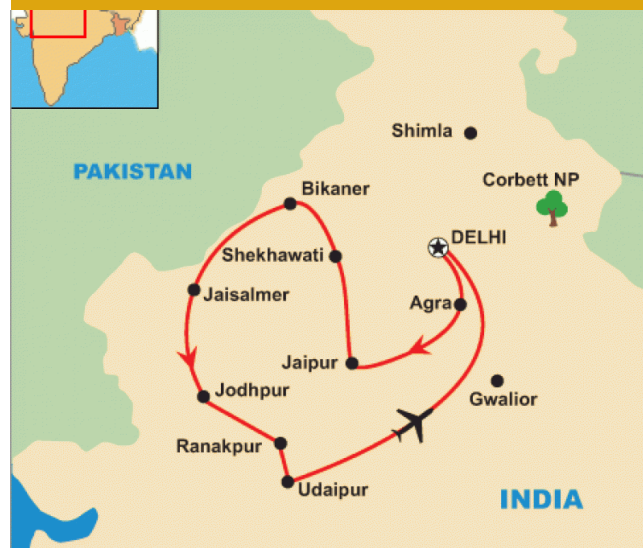 Shimla
PAKISTAN
Corbett NP
Bikaner
DELHI
Shekhawati
Jaisalmer
Agra
Jaipur
Jodhpur
Gwalior
Ranakpur
Udaipur
INDIA